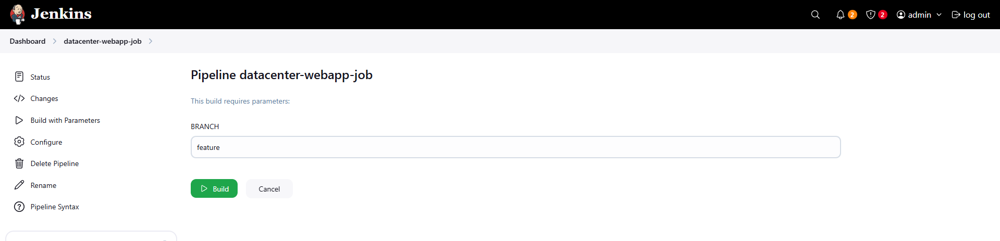 Jenkins
2
2
admin
log out
Dashboard
datacenter-webapp-job
Status
Changes
Build with Parameters
Configure
Delete Pipeline
Rename
Pipeline Syntax
Pipeline datacenter-webapp-job
This build requires parameters:
BRANCH
feature
Build
Cancel